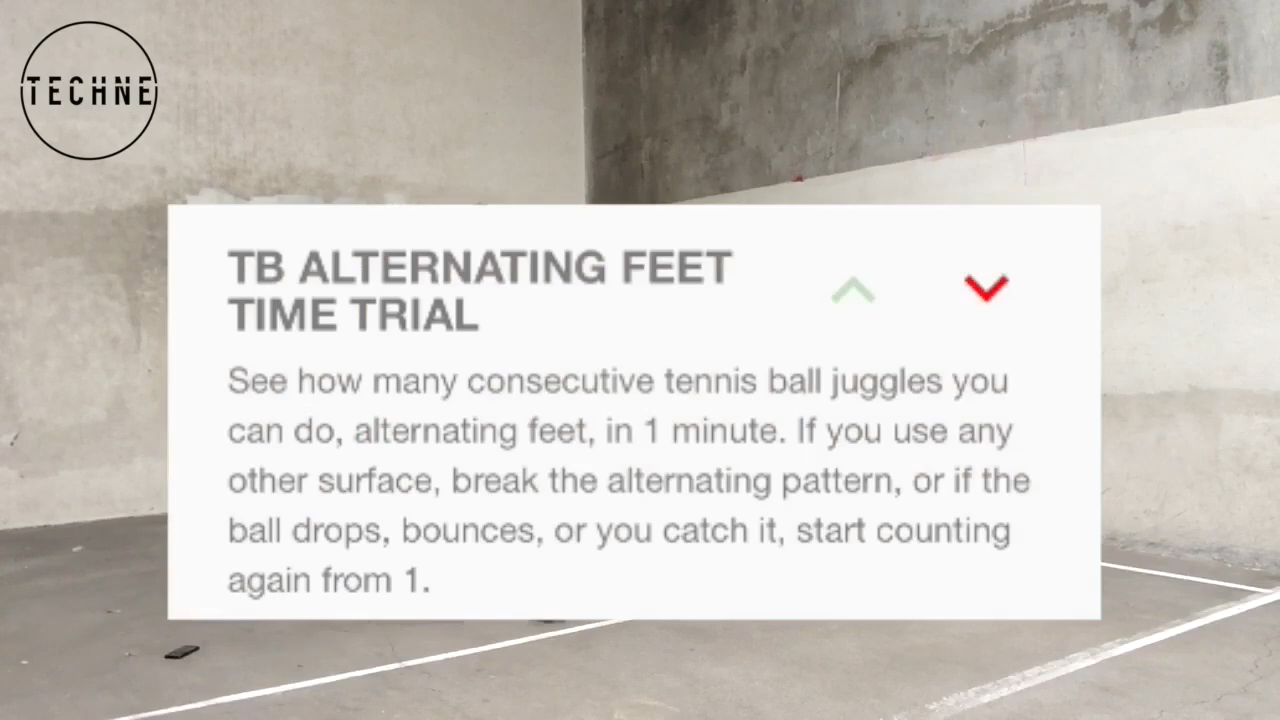 TECHNE
TB ALTERNATING FEET
TIME TRIAL
See how many consecutive tennis ball juggles you
can do, alternating feet, in 1 minute. If you use any
other surface, break the alternating pattern, or if the
ball drops, bounces, or you catch it, start counting
again from 1.